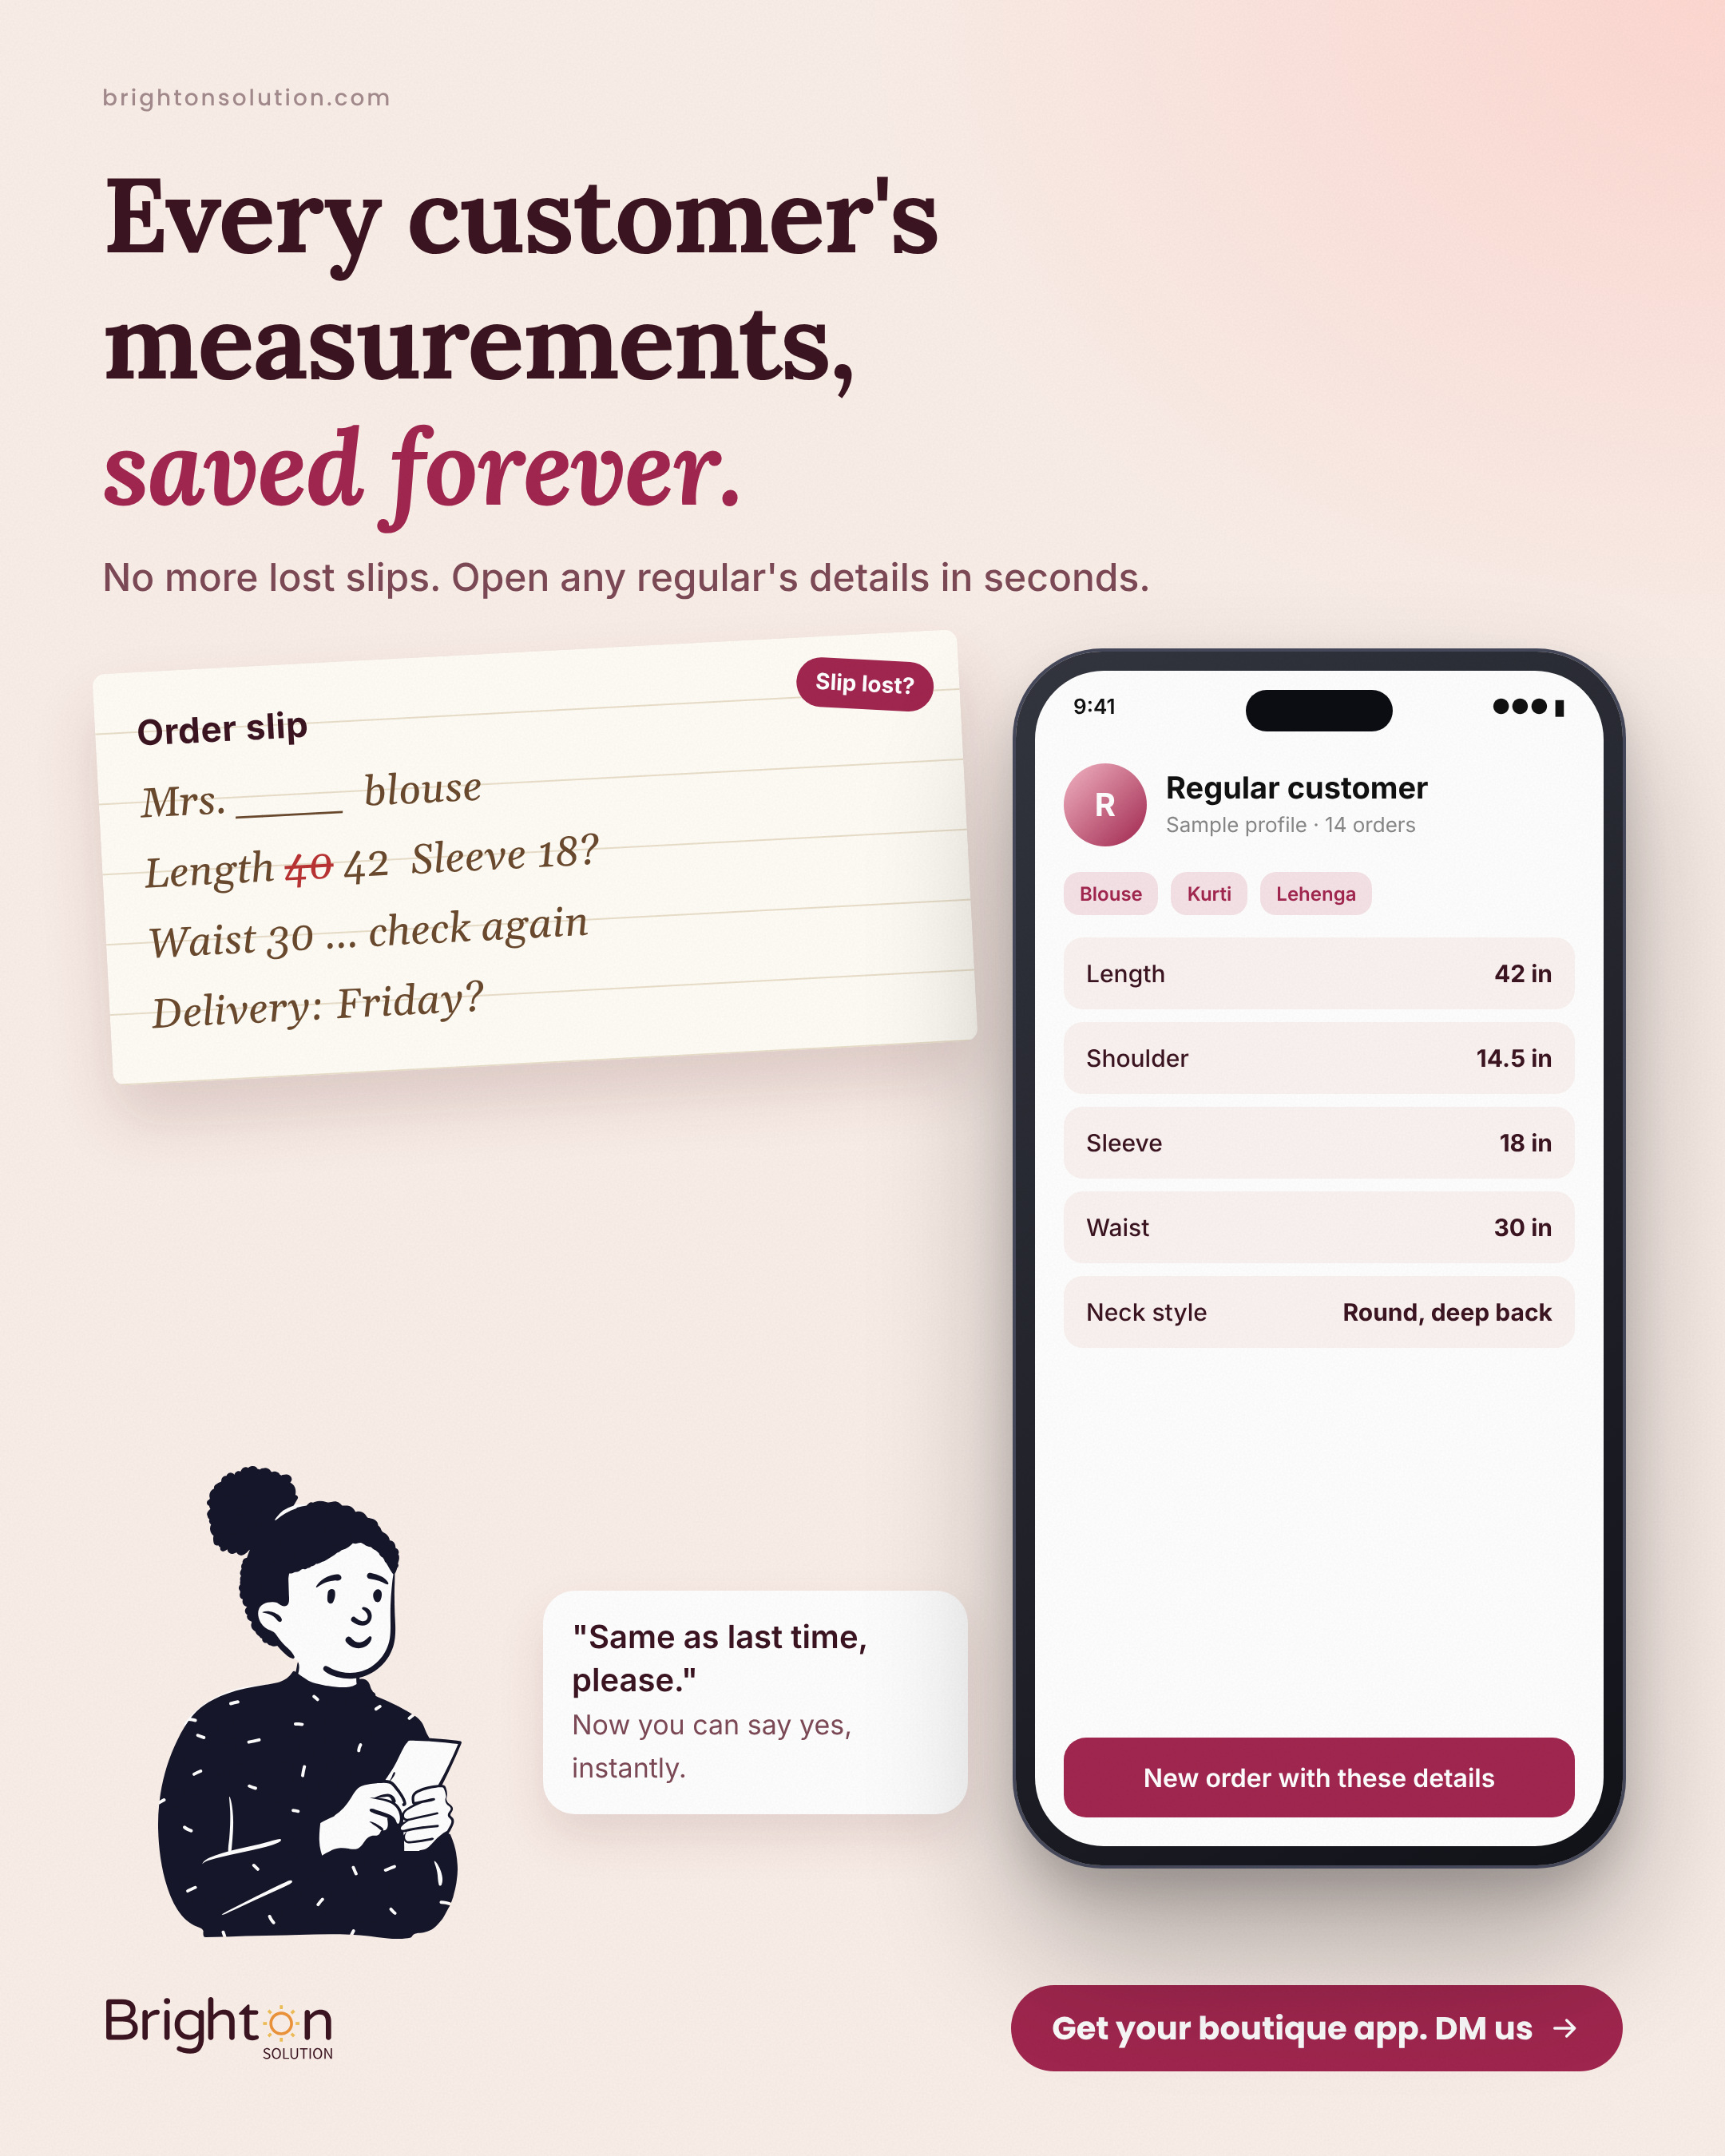 brightonsolution.com
Every customer's
measurements,
saved forever.
No more lost slips. Open any regular's details in seconds.
Slip lost?
Order slip
Mrs. _____ blouse
Length 40 42 Sleeve 18?
Waist 30 ... check again
Delivery: Friday?
9:41
R
Regular customer
Sample profile · 14 orders
Blouse Kurti Lehenga
Length 42 in
Shoulder 14.5 in
Sleeve 18 in
Waist 30 in
Neck style Round, deep back
New order with these details
"Same as last time,
please."
Now you can say yes,
instantly.
Brighton
SOLUTION
Get your boutique app. DM us →